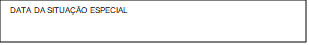 DATA DA SITUAÇÃO ESPECIAL